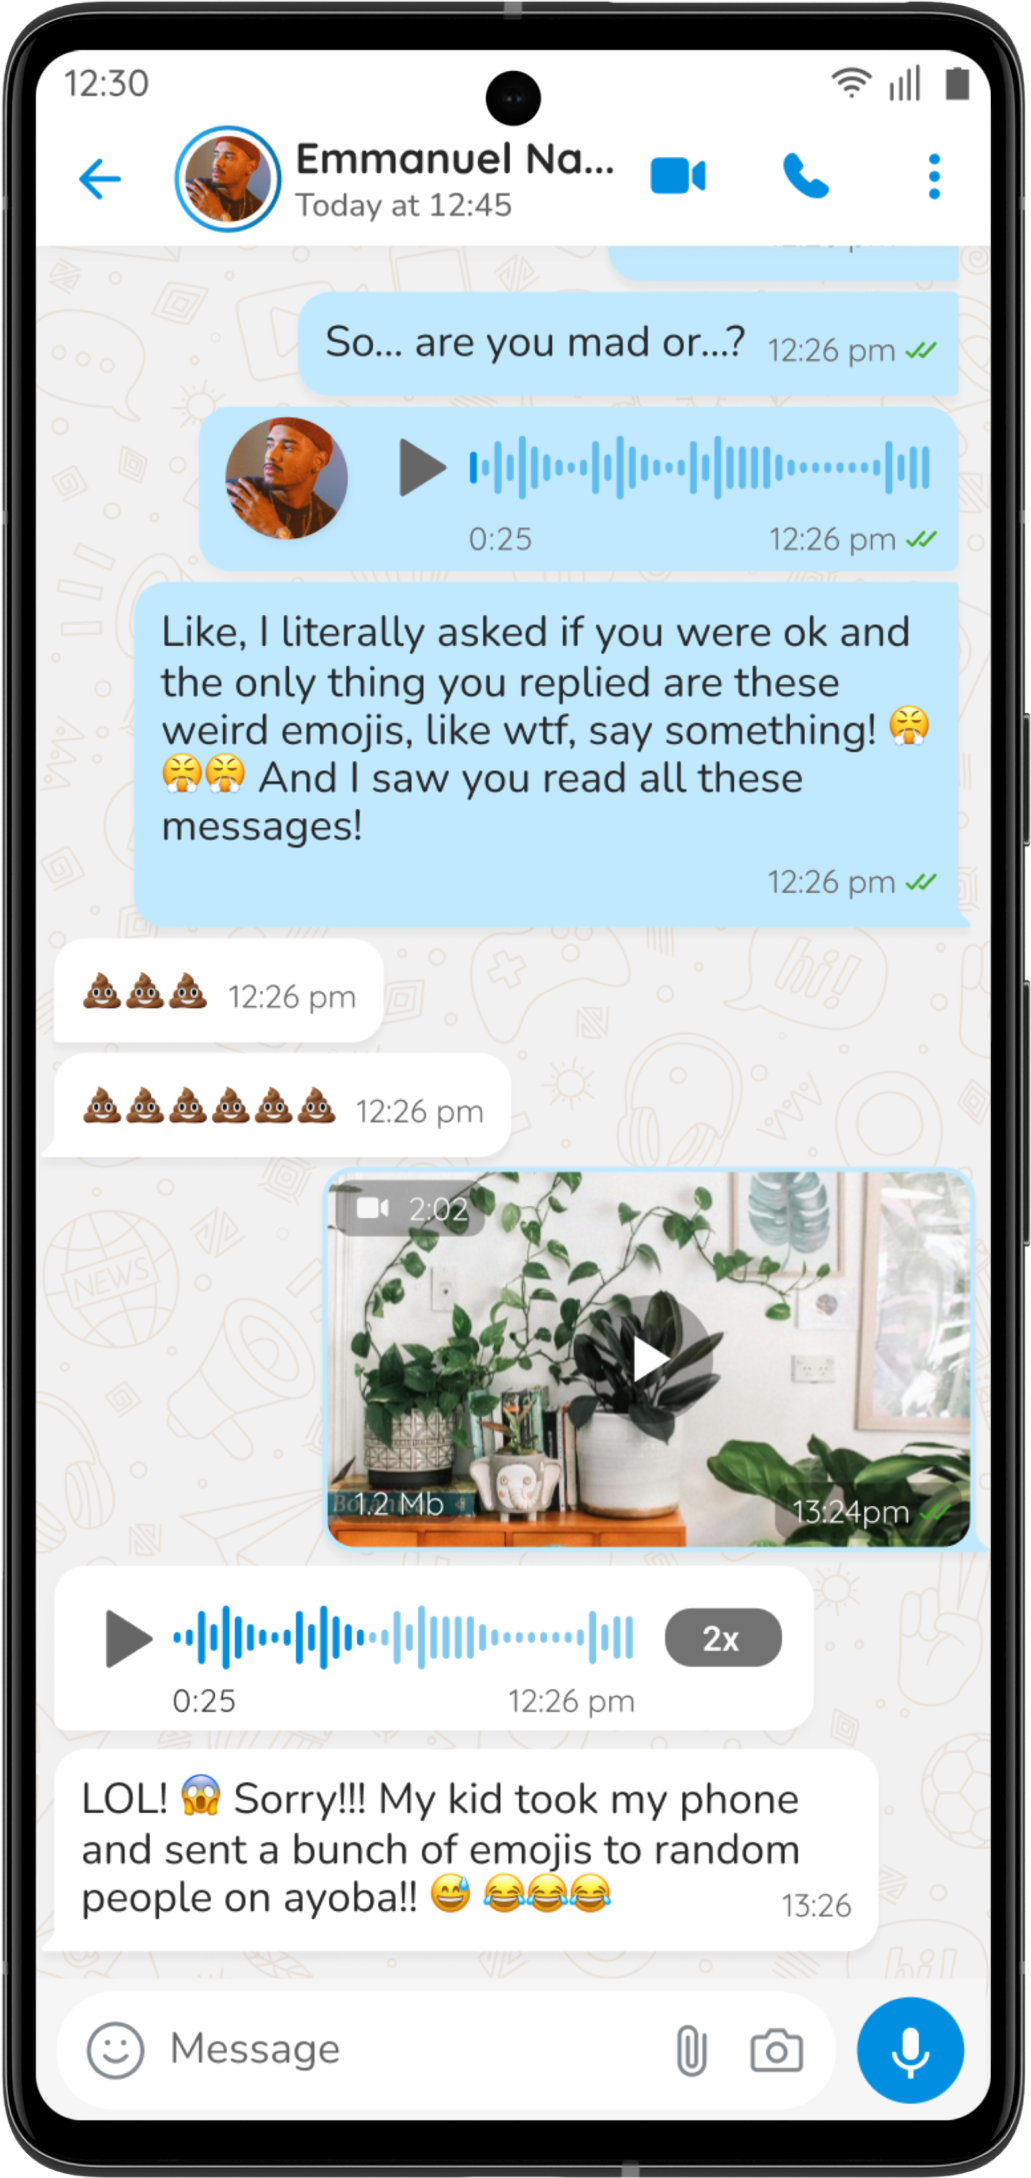 12:30
Emmanuel Na...
Today at 12:45
So... are you mad or...? 12:26 pm
0:25 12:26 pm
Like, I literally asked if you were ok and
the only thing you replied are these
weird emojis, like wtf, say something! 😤
😤😤 And I saw you read all these
messages!
12:26 pm
💩💩💩 12:26 pm
💩💩💩💩💩💩 12:26 pm
NEWS
hi!
2:02
1.2 Mb 13:24pm
2x
0:25 12:26 pm
LOL! 😱 Sorry!!! My kid took my phone
and sent a bunch of emojis to random
people on ayoba!! 😅 😂😂😂 13:26
hi!
Message